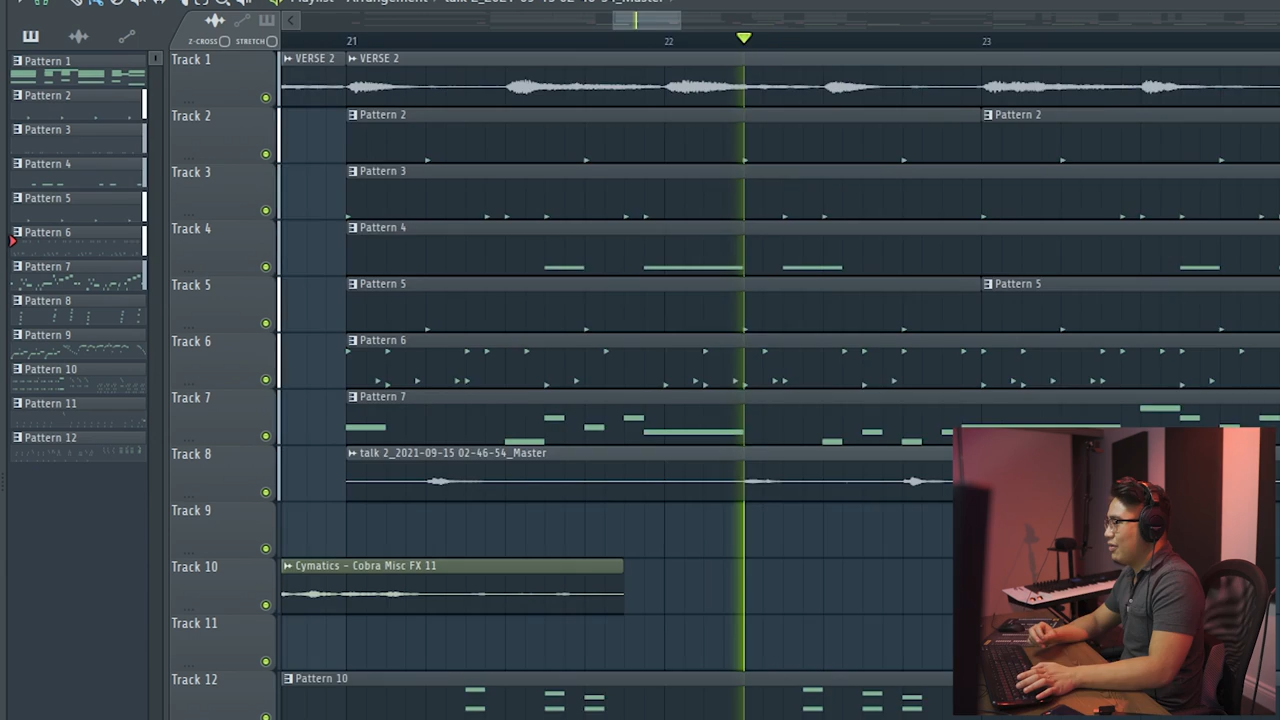 Playlist - Arrangement › talk 2_2021-09-15 02-46-54_Master ›
Z-CROSS STRETCH
21 22 23
Pattern 1
Pattern 2
Pattern 3
Pattern 4
Pattern 5
Pattern 6
Pattern 7
Pattern 8
Pattern 9
Pattern 10
Pattern 11
Pattern 12
Track 1 VERSE 2 VERSE 2
Track 2 Pattern 2 Pattern 2
Track 3 Pattern 3
Track 4 Pattern 4
Track 5 Pattern 5 Pattern 5
Track 6 Pattern 6
Track 7 Pattern 7
Track 8 talk 2_2021-09-15 02-46-54_Master
Track 9
Track 10 Cymatics - Cobra Misc FX 11
Track 11
Track 12 Pattern 10